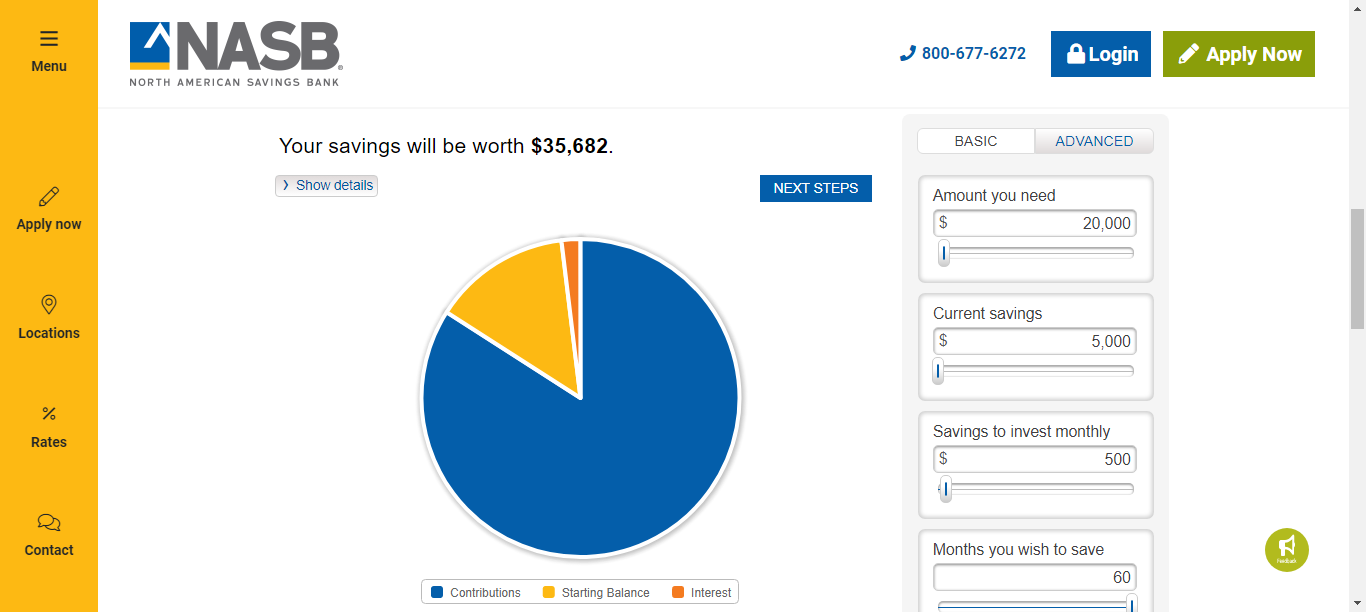 Menu
Apply now
Locations
Rates
Contact
NASB®
NORTH AMERICAN SAVINGS BANK
800-677-6272
Login
Apply Now
Your savings will be worth $35,682.
Show details
NEXT STEPS
Contributions
Starting Balance
Interest
BASIC
ADVANCED
Amount you need
$ 20,000
Current savings
$ 5,000
Savings to invest monthly
$ 500
Months you wish to save
60
Feedback